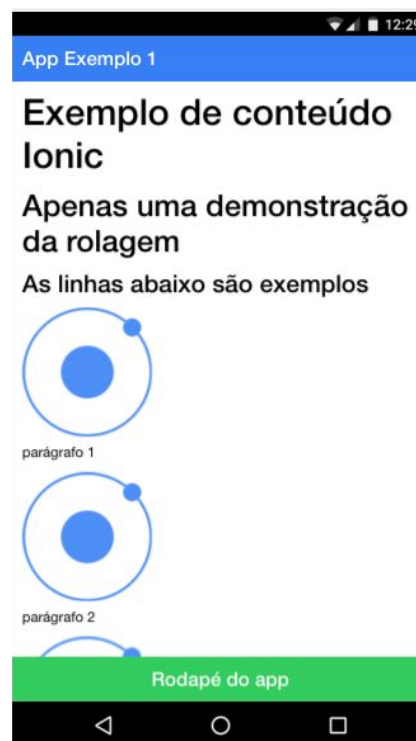 12:29
App Exemplo 1
Exemplo de conteúdo
Ionic
Apenas uma demonstração
da rolagem
As linhas abaixo são exemplos
parágrafo 1
parágrafo 2
Rodapé do app